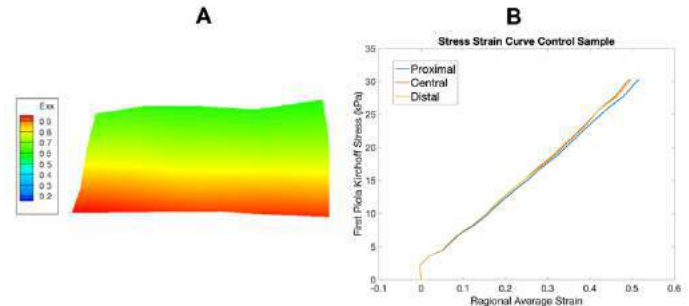 A
B
Exx
0.9
0.8
0.7
0.6
0.5
0.4
0.3
0.2
Stress Strain Curve Control Sample
First Piola Kirchoff Stress (kPa)
35
30
25
20
15
10
5
0
Proximal
Central
Distal
-0.1 0 0.1 0.2 0.3 0.4 0.5 0.6
Regional Average Strain